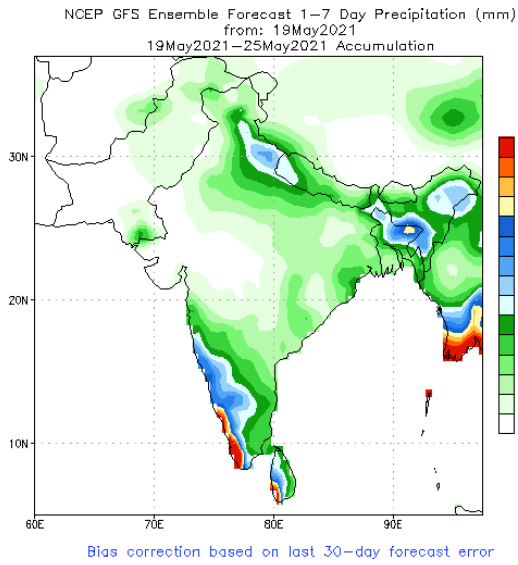 NCEP GFS Ensemble Forecast 1-7 Day Precipitation (mm)
from: 19May2021
19May2021-25May2021 Accumulation
30N
20N
10N
60E 70E 80E 90E
Bias correction based on last 30-day forecast error